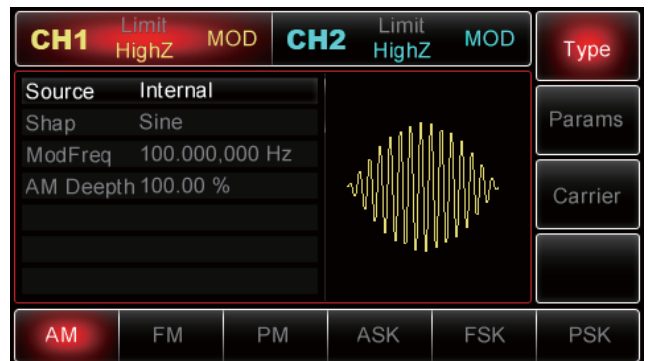 CH1 Limit HighZ MOD CH2 Limit HighZ MOD
Type
Source Internal
Shap Sine
ModFreq 100.000,000 Hz
AM Deepth 100.00 %
Params
Carrier
AM FM PM ASK FSK PSK